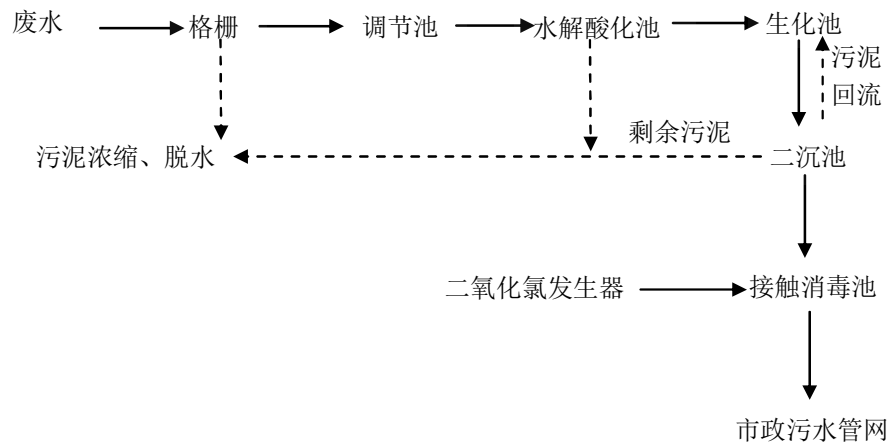 废水
格栅
调节池
水解酸化池
生化池
污泥
回流
剩余污泥
污泥浓缩、脱水
二沉池
二氧化氯发生器
接触消毒池
市政污水管网